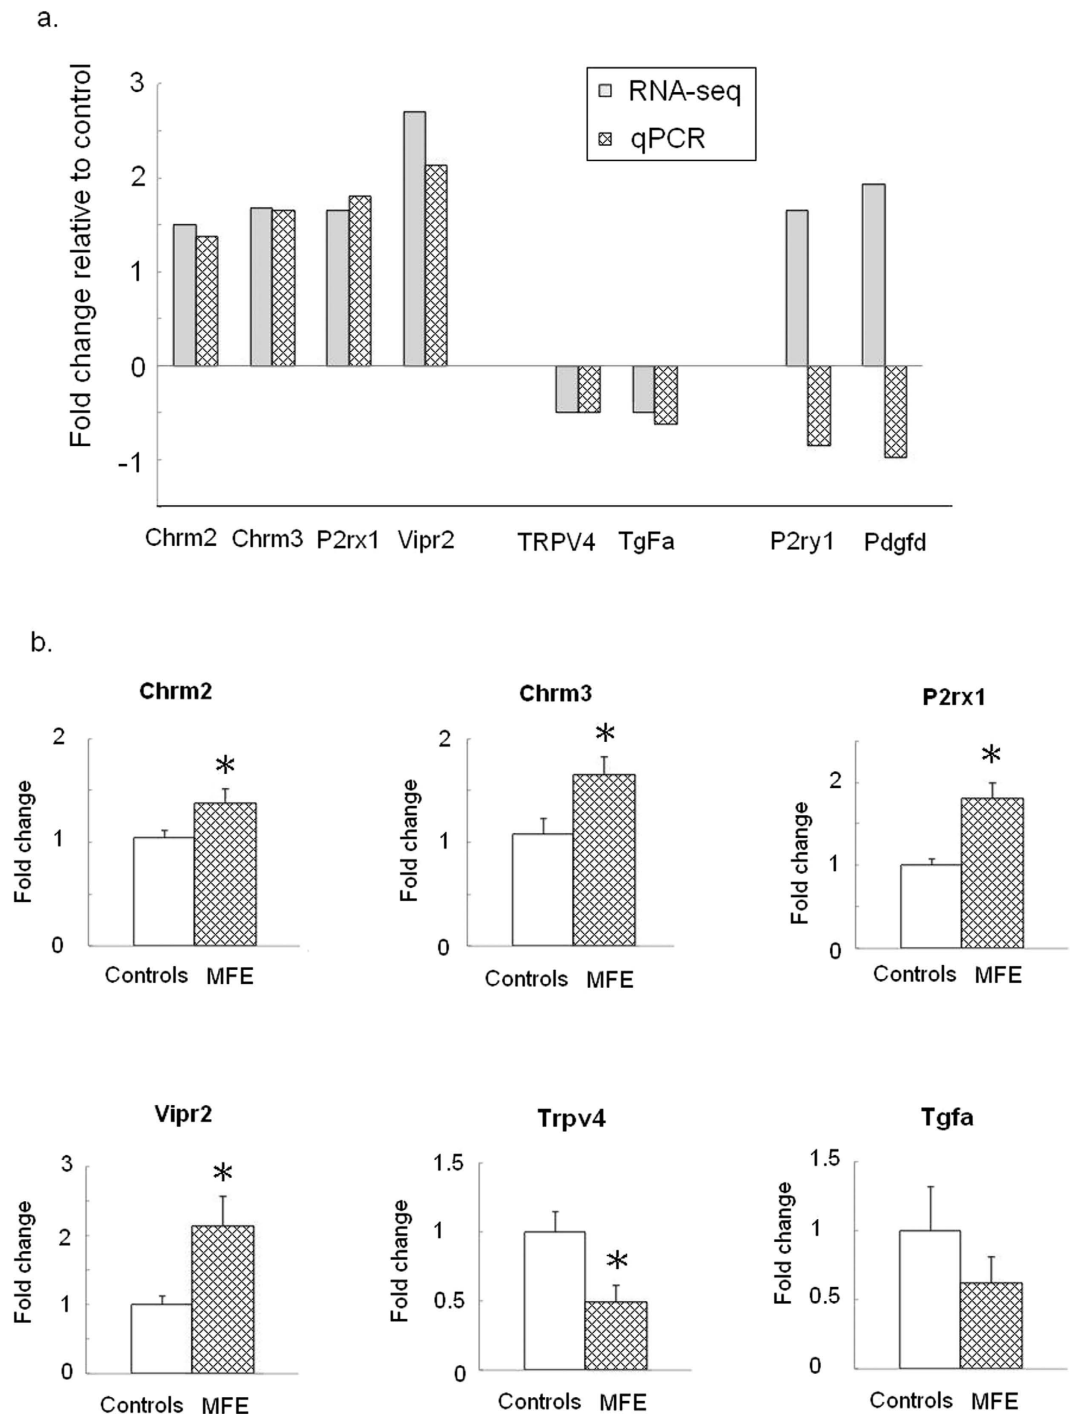 a.
Fold change relative to control
3
2
1
0
-1
RNA-seq
qPCR
Chrm2 Chrm3 P2rx1 Vipr2 TRPV4 TgFa P2ry1 Pdgfd
b.
Chrm2
Fold change
2
1
0
Controls MFE
*
Chrm3
Fold change
2
1
0
Controls MFE
*
P2rx1
Fold change
2
1
0
Controls MFE
*
Vipr2
Fold change
3
2
1
0
Controls MFE
*
Trpv4
Fold change
1.5
1
0.5
0
Controls MFE
*
Tgfa
Fold change
1.5
1
0.5
0
Controls MFE